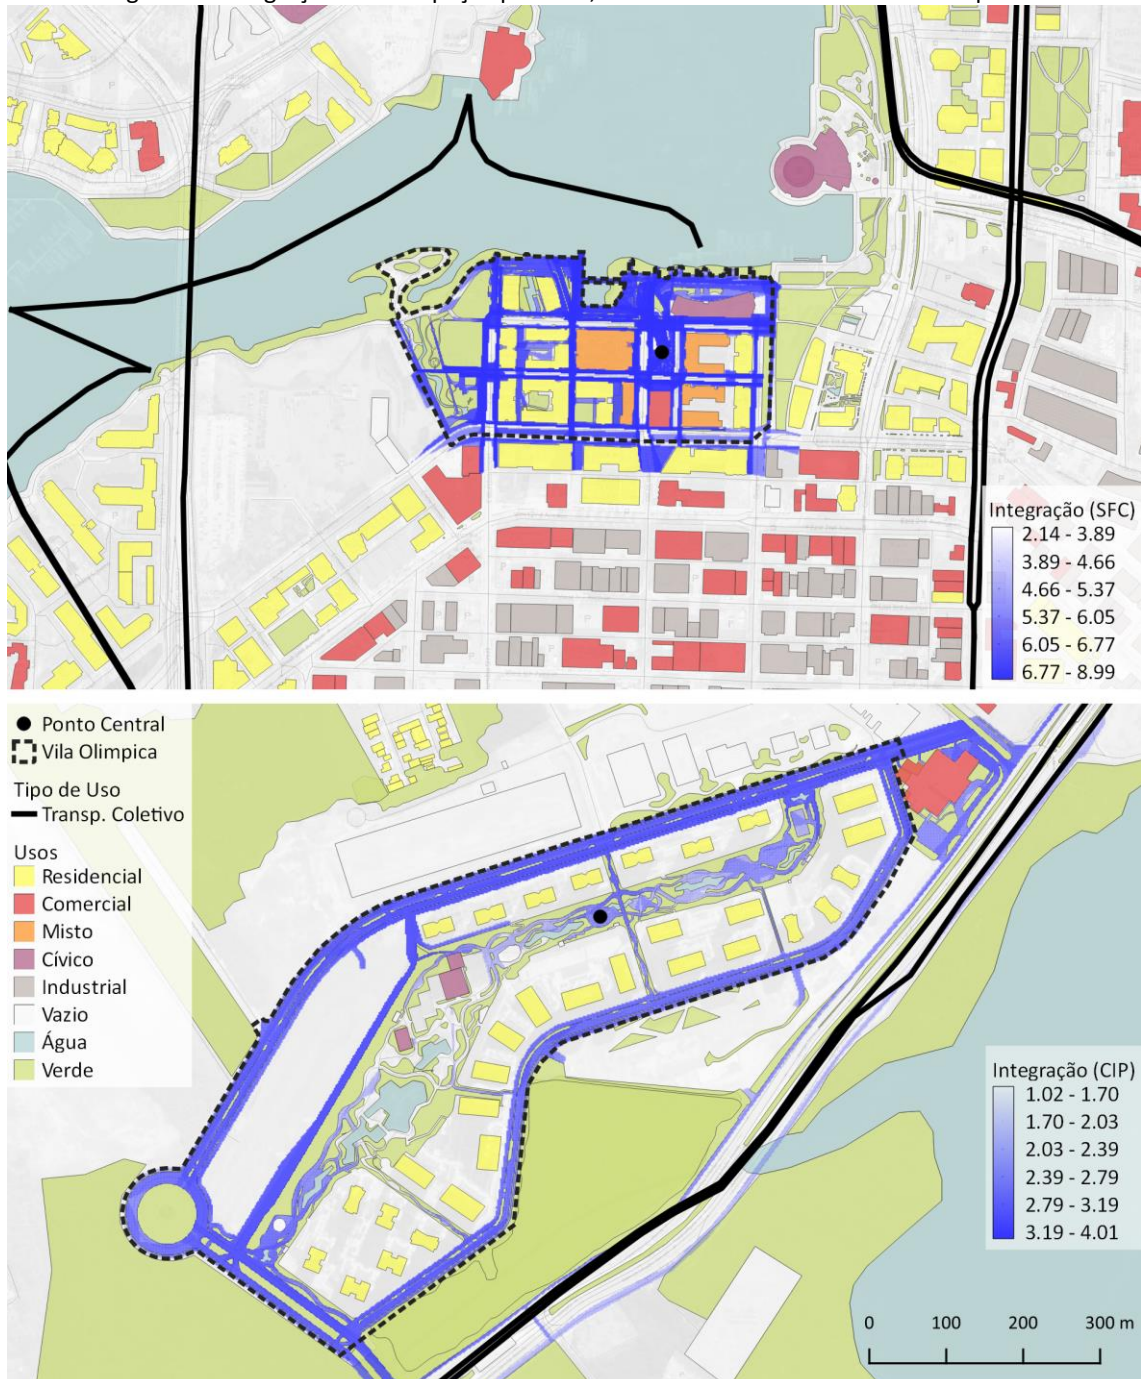 Integração (SFC)
2.14 - 3.89
3.89 - 4.66
4.66 - 5.37
5.37 - 6.05
6.05 - 6.77
6.77 - 8.99
Ponto Central
Vila Olimpica
Tipo de Uso
Transp. Coletivo
Usos
Residencial
Comercial
Misto
Cívico
Industrial
Vazio
Água
Verde
Integração (CIP)
1.02 - 1.70
1.70 - 2.03
2.03 - 2.39
2.39 - 2.79
2.79 - 3.19
3.19 - 4.01
0 100 200 300 m